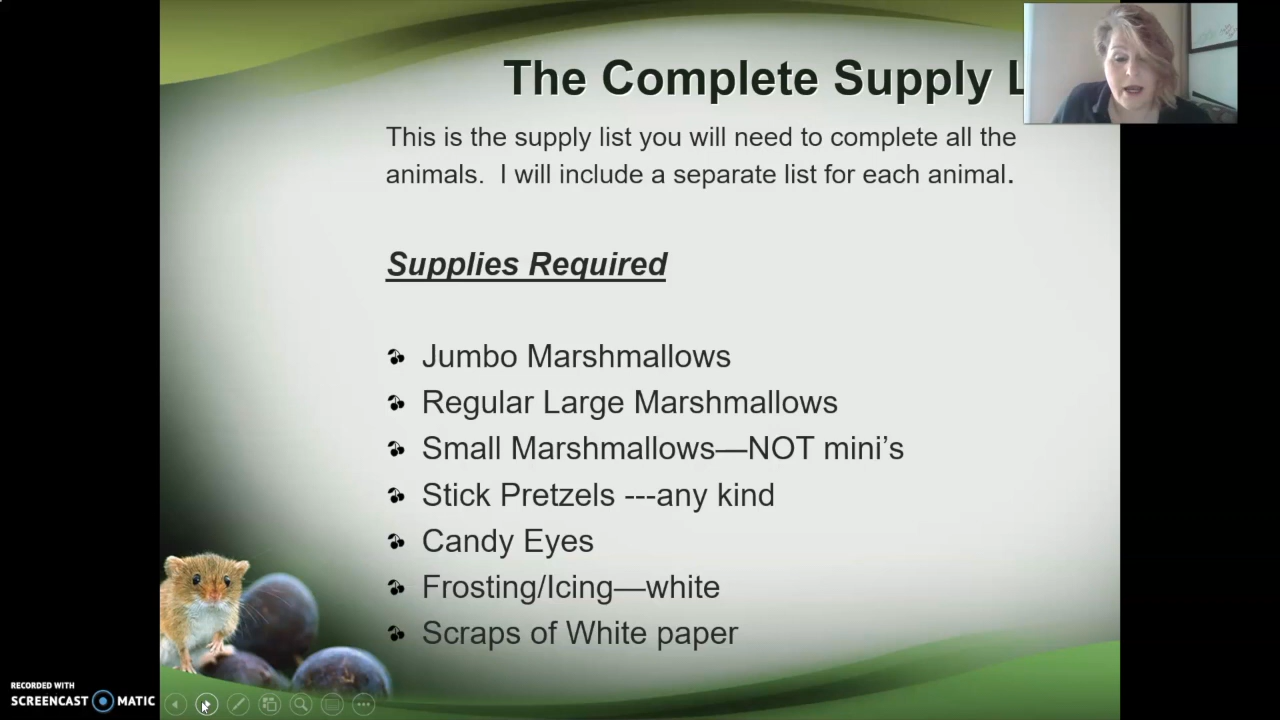 The Complete Supply L
This is the supply list you will need to complete all the
animals.  I will include a separate list for each animal.
Supplies Required
Jumbo Marshmallows
Regular Large Marshmallows
Small Marshmallows—NOT mini’s
Stick Pretzels ---any kind
Candy Eyes
Frosting/Icing—white
Scraps of White paper
RECORDED WITH
SCREENCAST MATIC